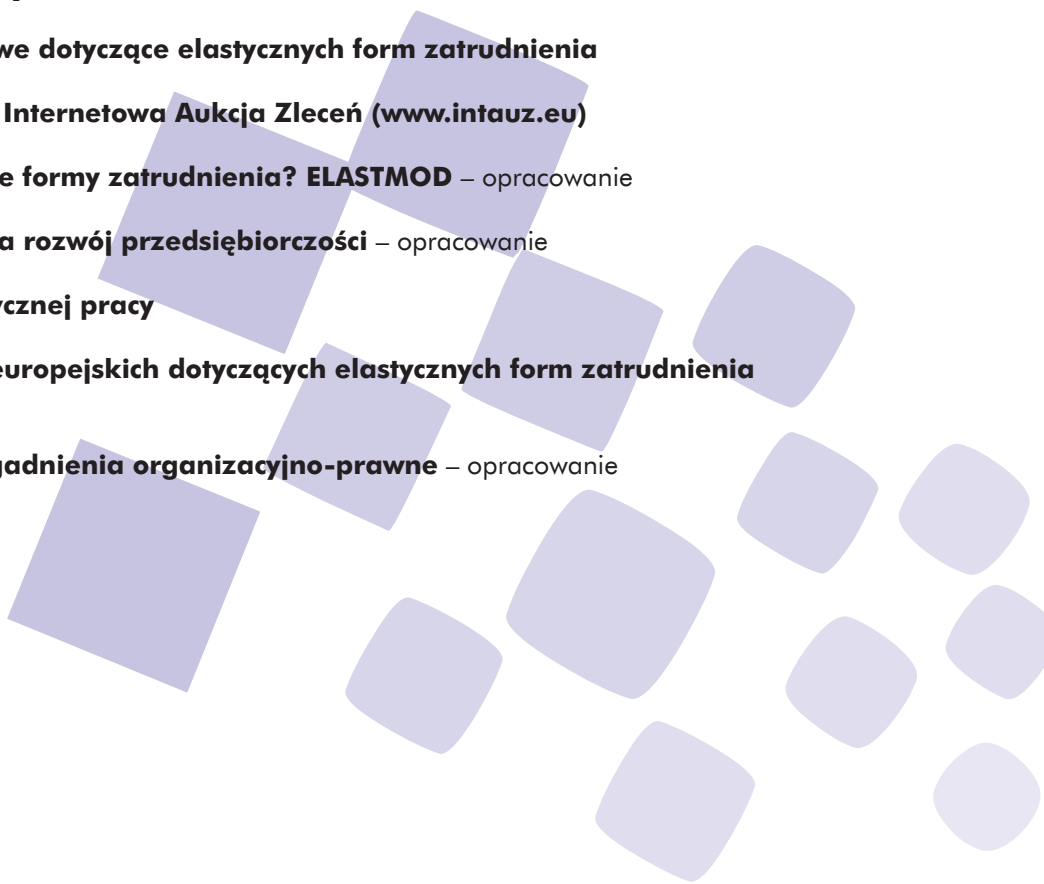 we dotyczące elastycznych form zatrudnienia
Internetowa Aukcja Zleceń (www.intauz.eu)
e formy zatrudnienia? ELASTMOD – opracowanie
a rozwój przedsiębiorczości – opracowanie
ycznej pracy
europejskich dotyczących elastycznych form zatrudnienia
gadnienia organizacyjno-prawne – opracowanie